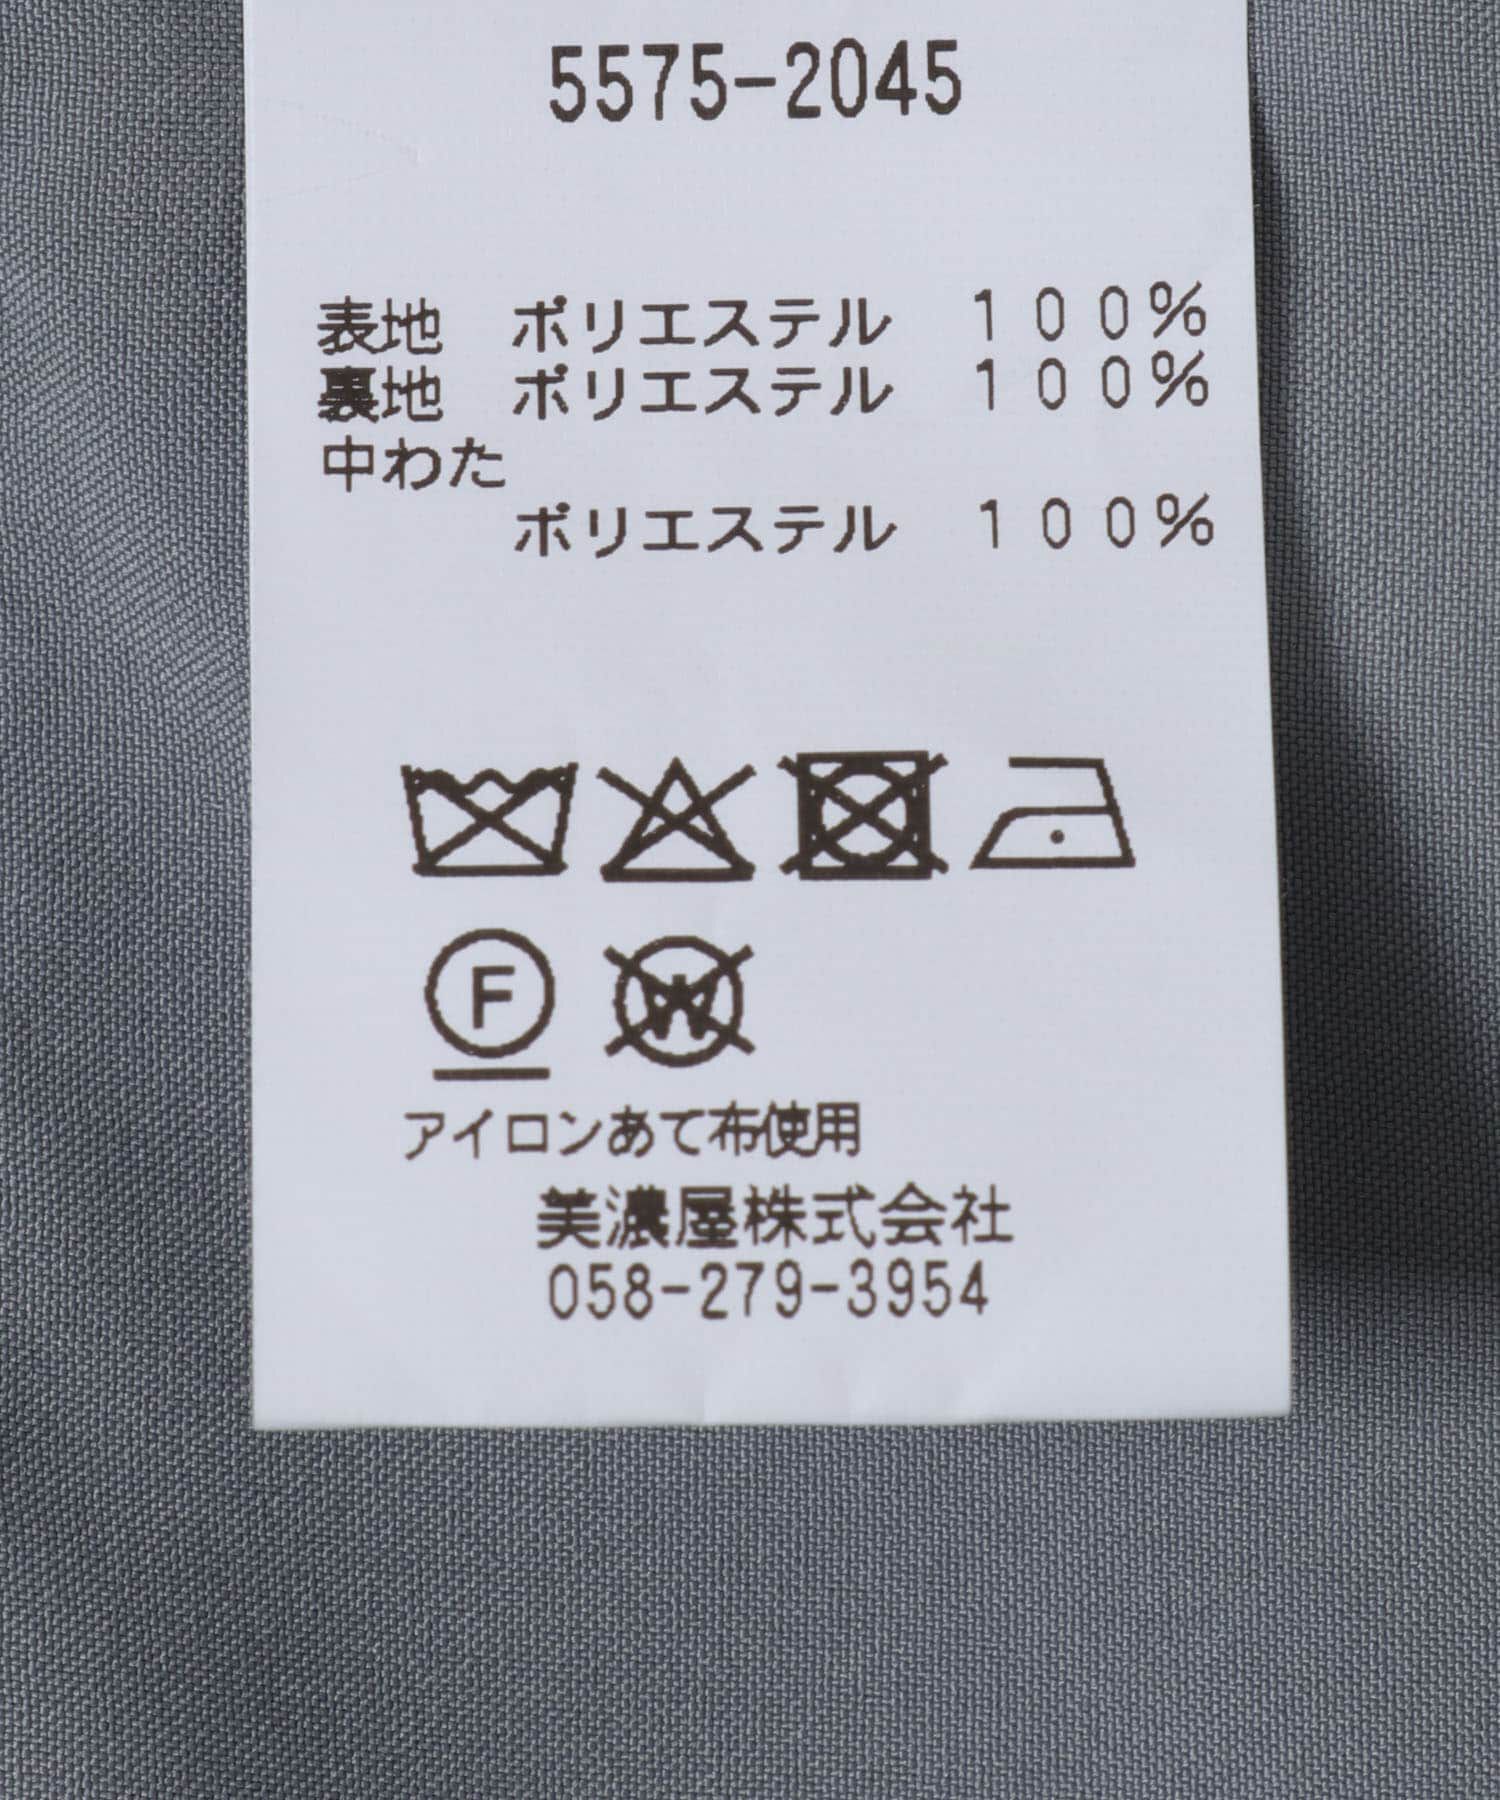 5575-2045
表地 ポリエステル 100%
裏地 ポリエステル 100%
中わた
ポリエステル 100%
F
W
アイロンあて布使用
美濃屋株式会社
058-279-3954